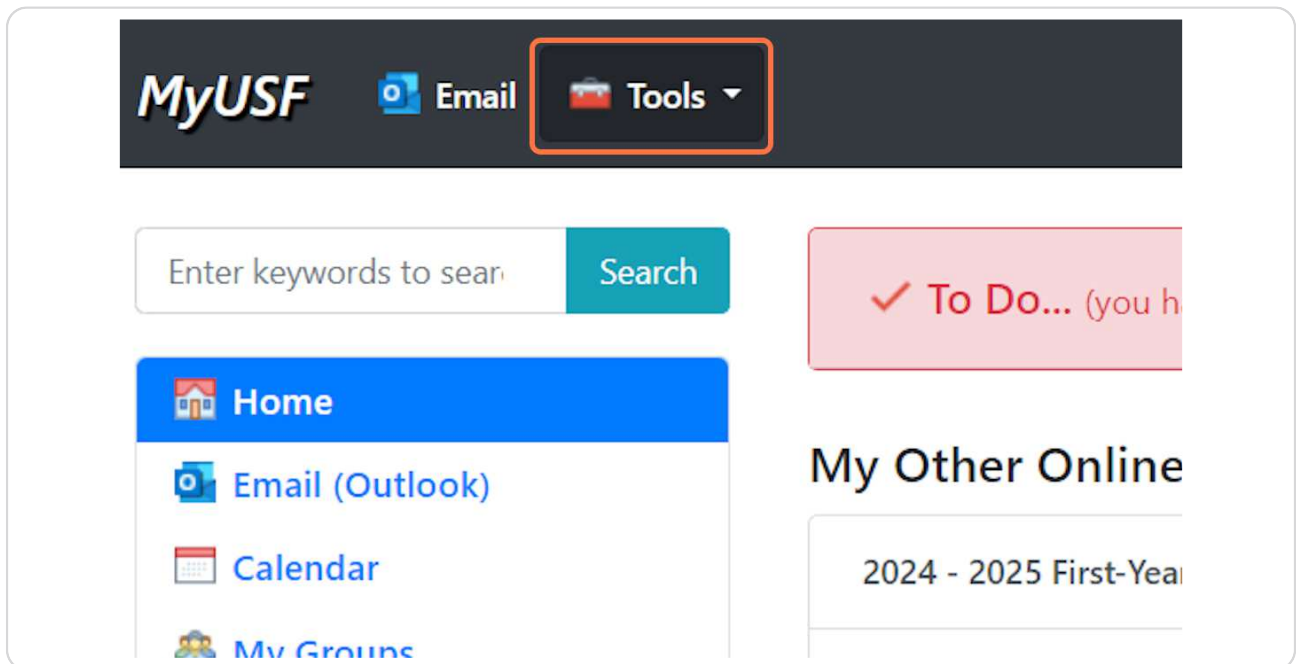 MyUSF Email Tools
Enter keywords to sear
Search
To Do... (you h
Home
Email (Outlook)
Calendar
My Groups
My Other Online
2024 - 2025 First-Year